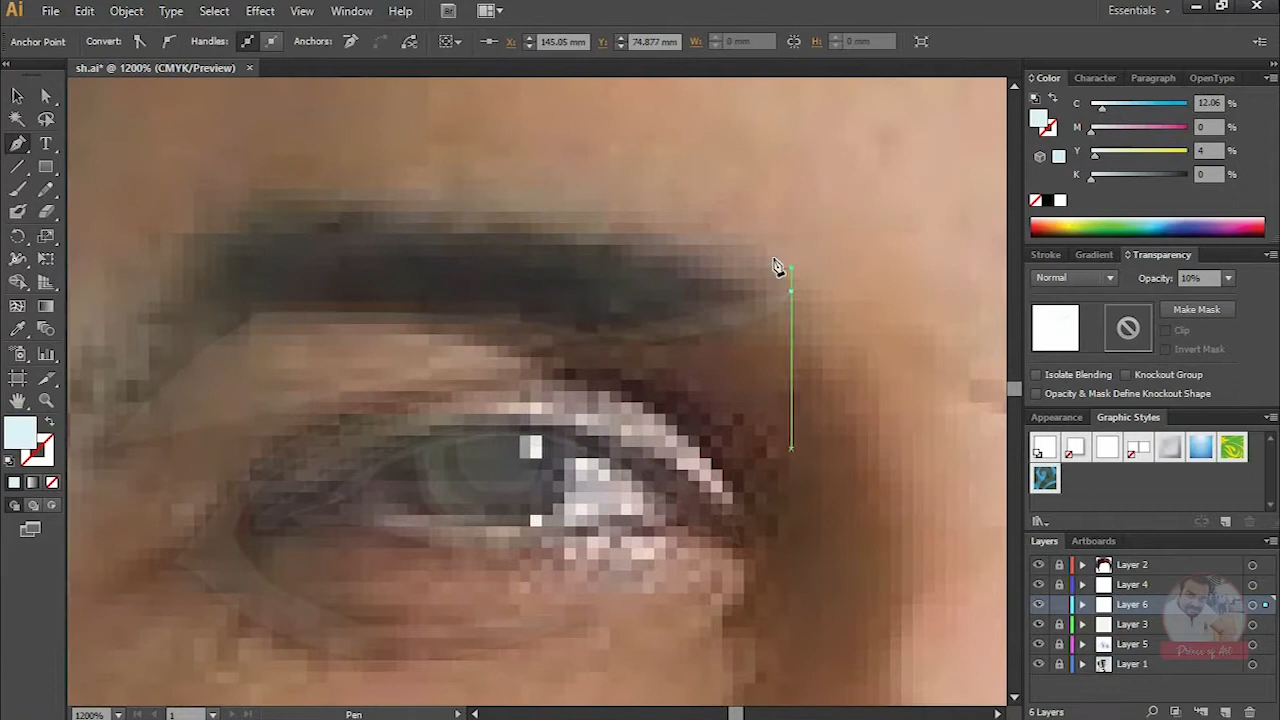 Ai File Edit Object Type Select Effect View Window Help Br Essentials
Anchor Point Convert: Handles: Anchors: X: 145.05 mm Y: 74.877 mm W: 0 mm H: 0 mm
sh.ai* @ 1200% (CMYK/Preview) ×
Color Character Paragraph OpenType
C 12.06 %
M 0 %
Y 4 %
K 0 %
Stroke Gradient Transparency
Normal Opacity: 10%
Make Mask
Clip
Invert Mask
Isolate Blending Knockout Group
Opacity & Mask Define Knockout Shape
Appearance Graphic Styles
Layers Artboards
Layer 2
Layer 4
Layer 6
Layer 3
Layer 5
Layer 1
Prince of Art
6 Layers
1200% 1 Pen